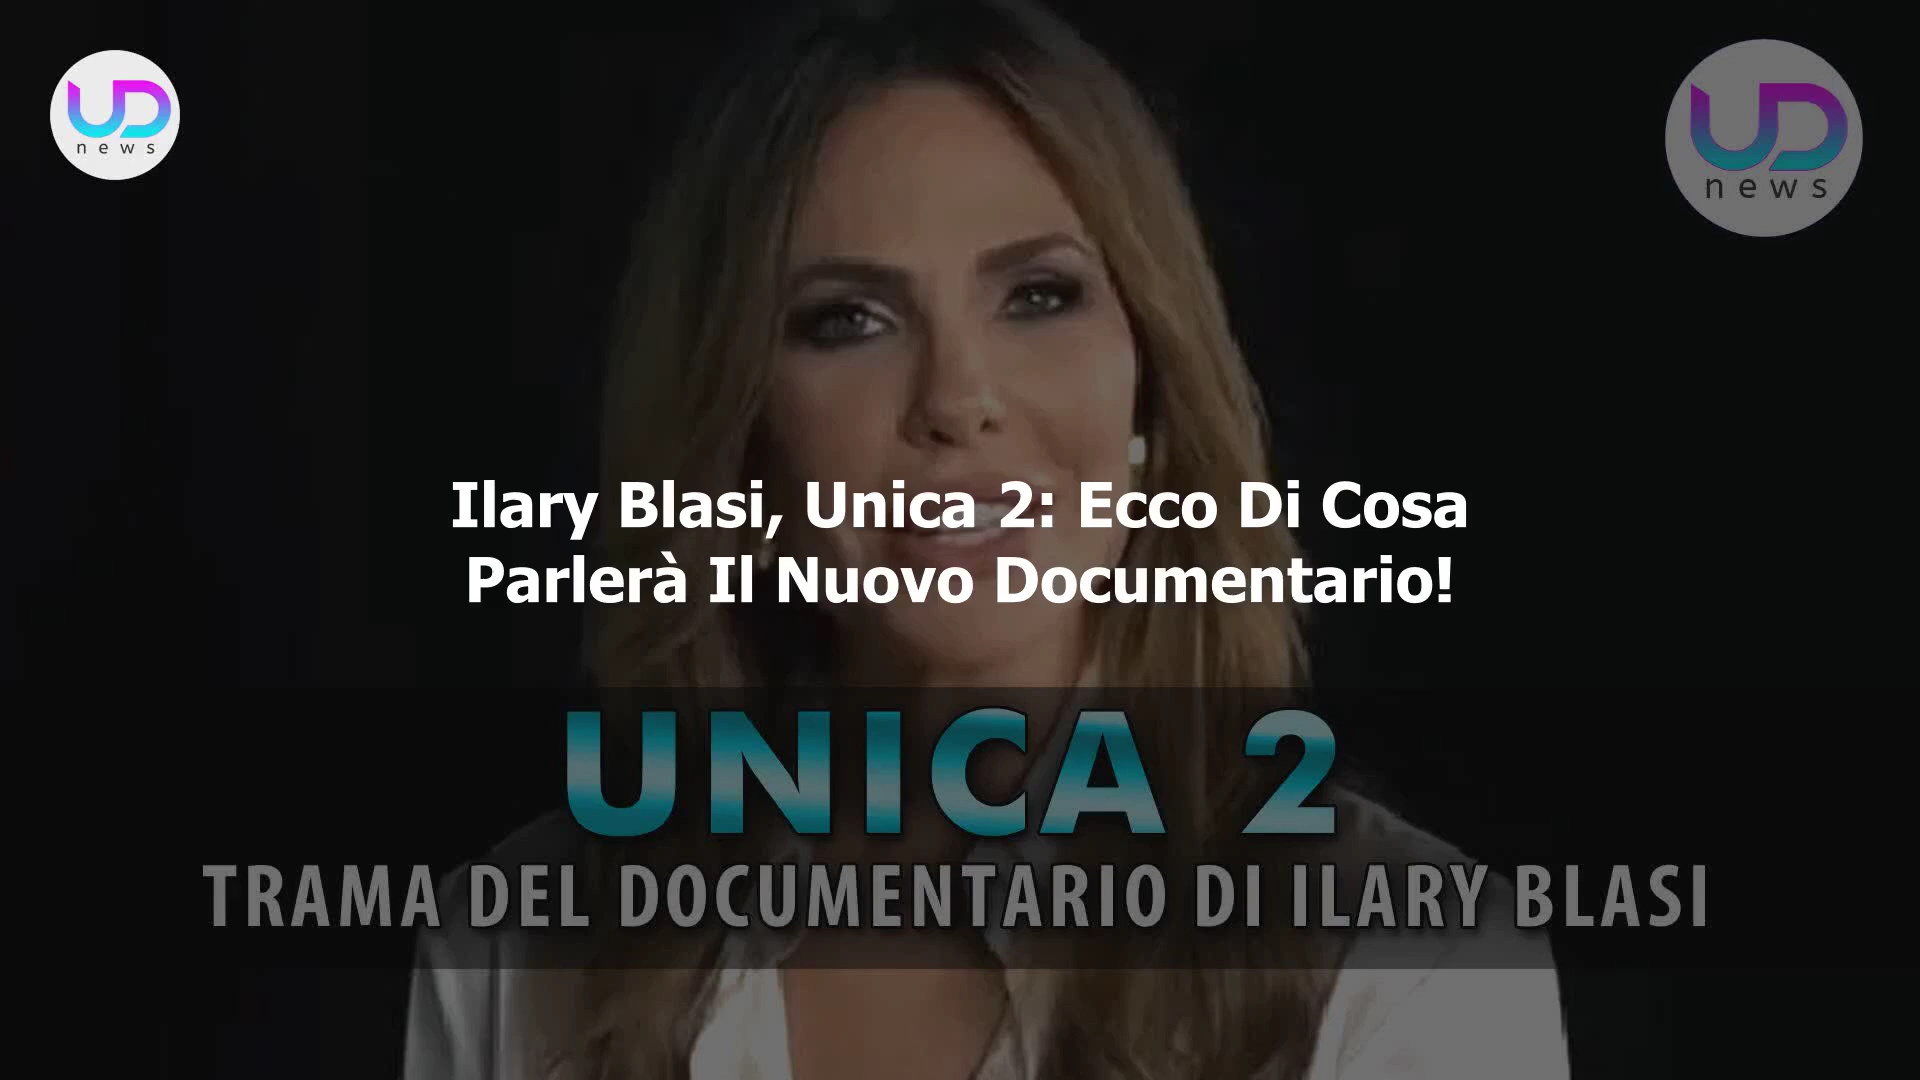 UD
news
UD
news
Ilary Blasi, Unica 2: Ecco Di Cosa
Parlerà Il Nuovo Documentario!
UNICA 2
TRAMA DEL DOCUMENTARIO DI ILARY BLASI